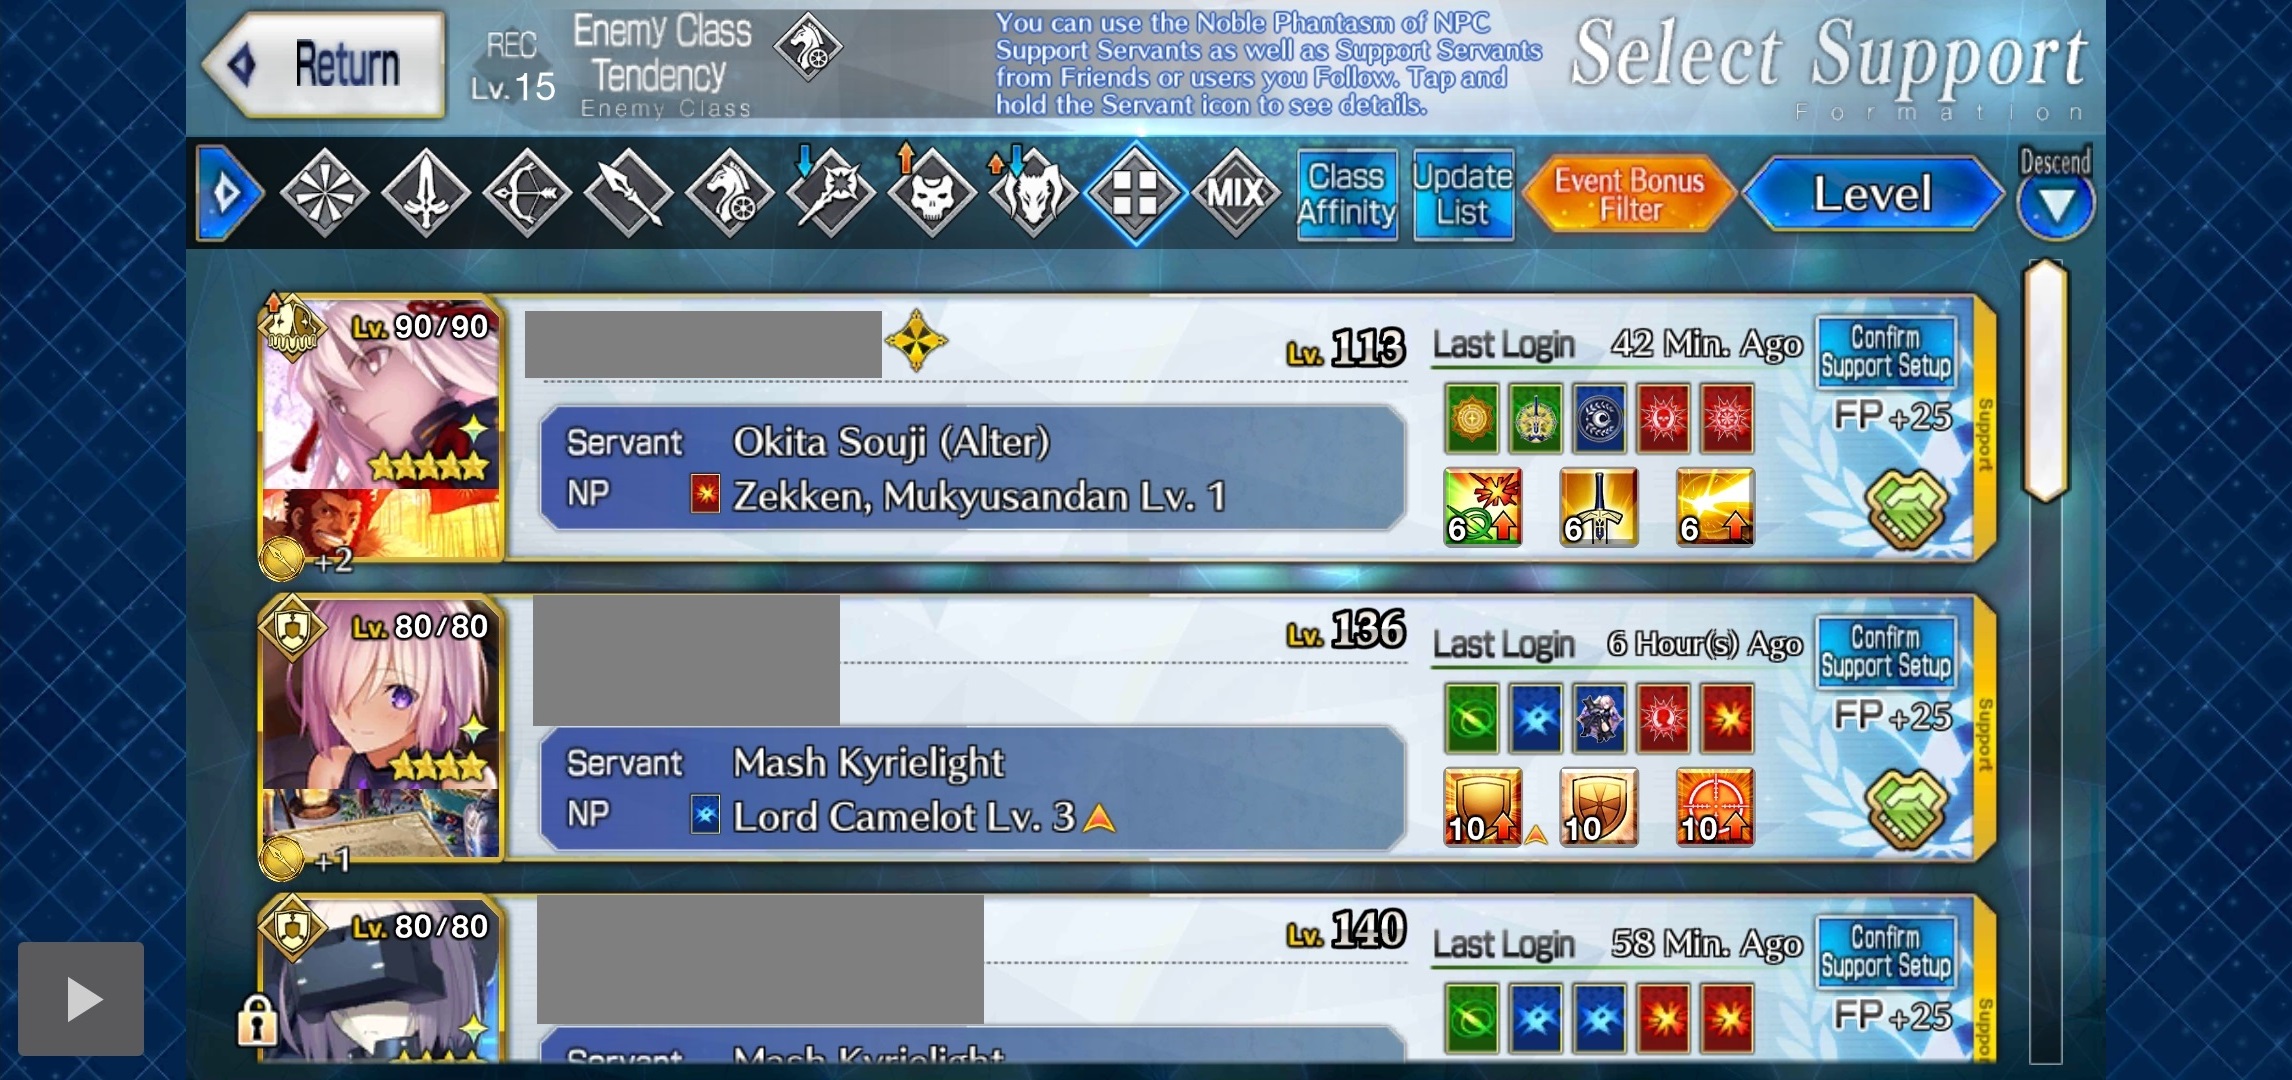 Return
REC
Lv.15
Enemy Class
Tendency
Enemy Class
You can use the Noble Phantasm of NPC
Support Servants as well as Support Servants
from Friends or users you Follow. Tap and
hold the Servant icon to see details.
Select Support
Formation
MIX
Class
Affinity
Update
List
Event Bonus
Filter
Level
Descend
Lv. 90/90
+2
Lv. 113
Servant Okita Souji (Alter)
NP Zekken, Mukyusandan Lv. 1
Last Login 42 Min. Ago
6 6 6
Confirm
Support Setup
FP +25
Support
Lv. 80/80
+1
Lv. 136
Servant Mash Kyrielight
NP Lord Camelot Lv. 3
Last Login 6 Hour(s) Ago
10 10 10
Confirm
Support Setup
FP +25
Support
Lv. 80/80
Lv. 140
Servant Mash Kyrielight
Last Login 58 Min. Ago
Confirm
Support Setup
FP +25
Suppo